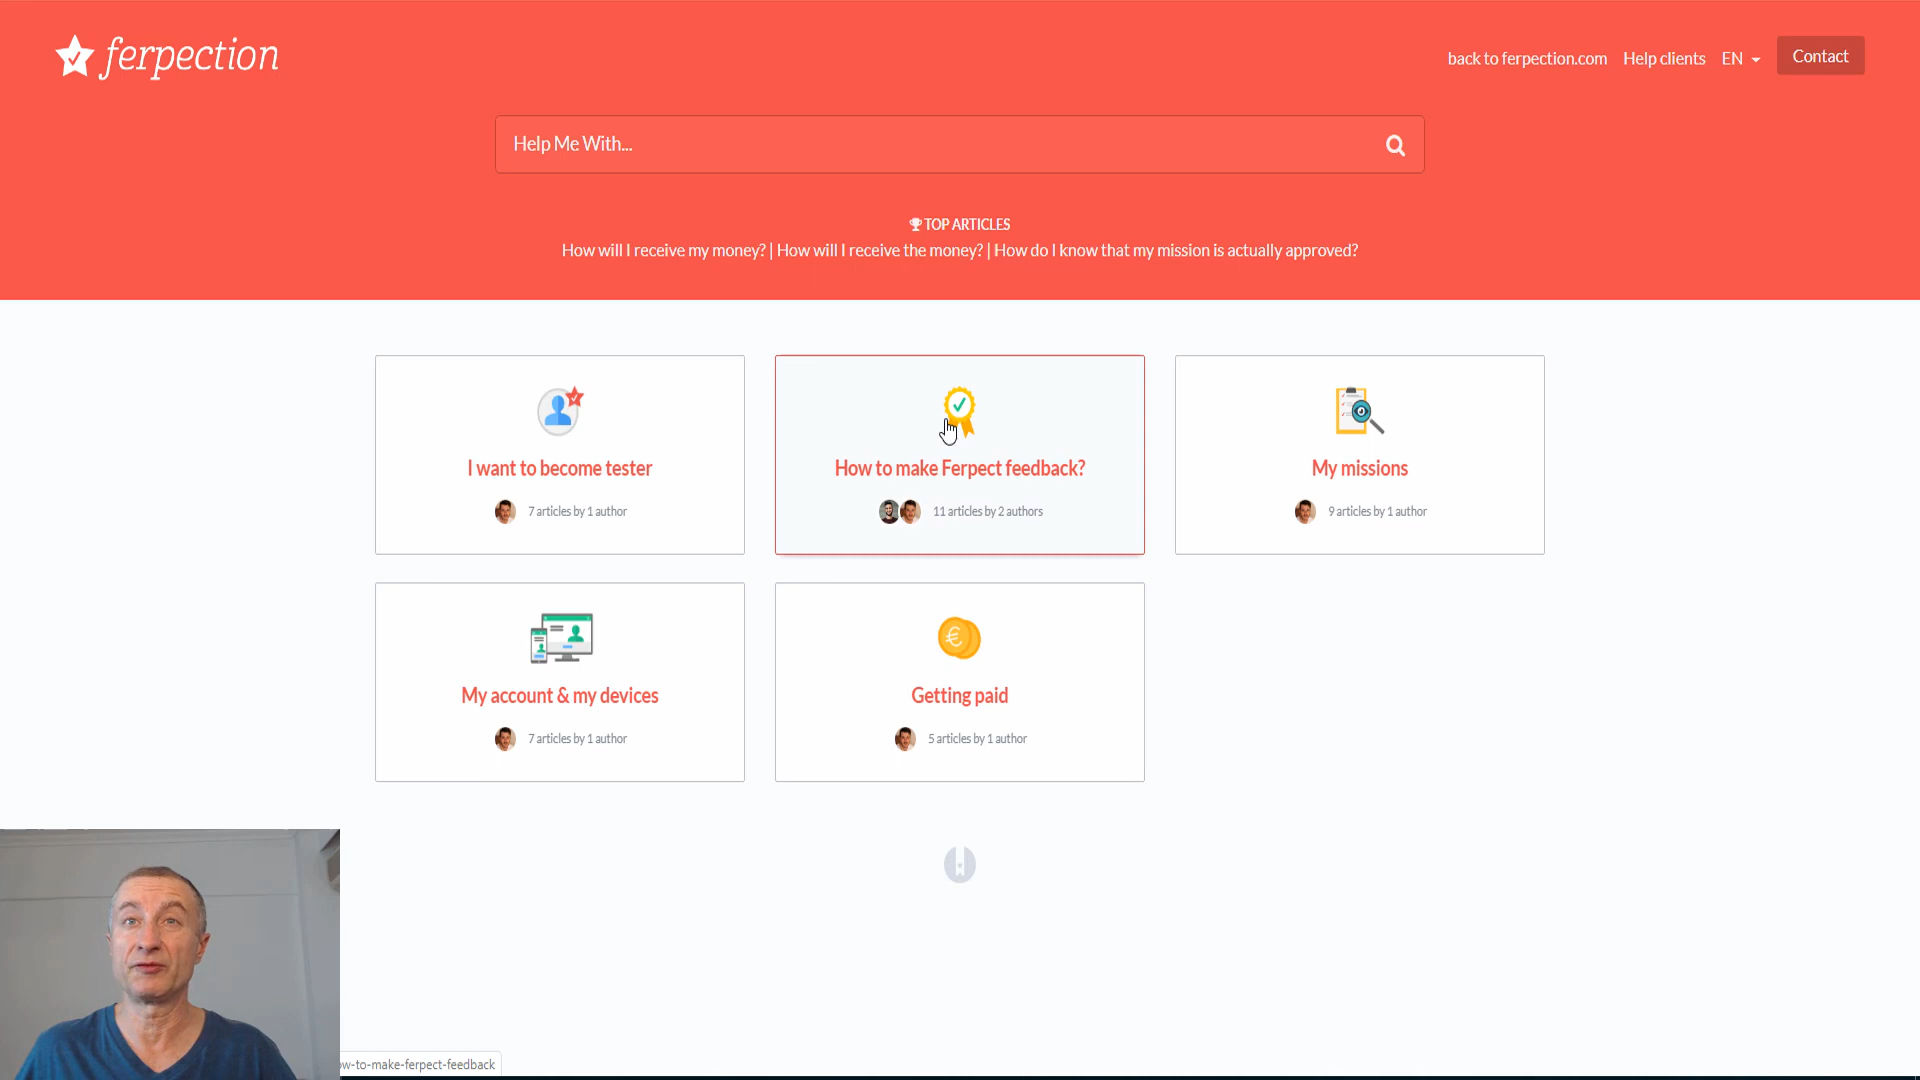 ferpection
back to ferpection.com Help clients EN Contact
Help Me With...
TOP ARTICLES
How will I receive my money? | How will I receive the money? | How do I know that my mission is actually approved?
I want to become tester
7 articles by 1 author
How to make Ferpect feedback?
11 articles by 2 authors
My missions
9 articles by 1 author
My account & my devices
7 articles by 1 author
Getting paid
5 articles by 1 author
ow-to-make-ferpect-feedback